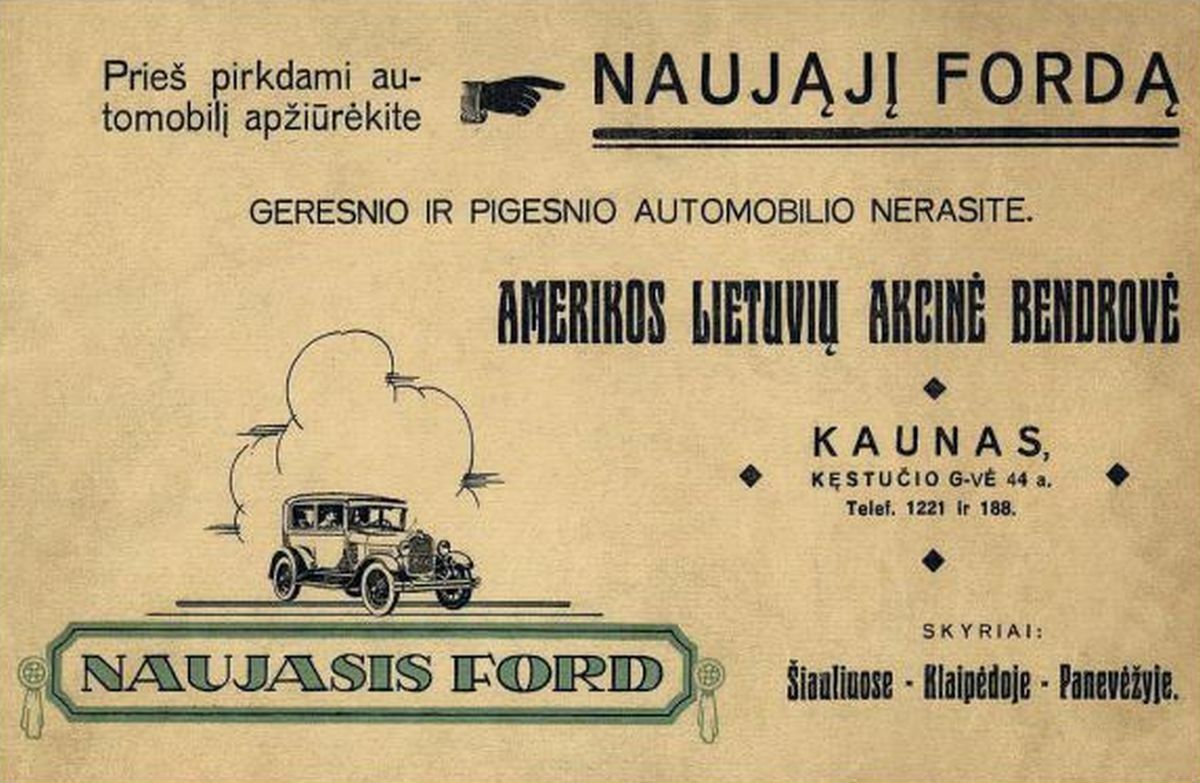 Prieš pirkdami au-
tomobilį apžiūrėkite
NAUJĄJĮ FORDĄ
GERESNIO IR PIGESNIO AUTOMOBILIO NERASITE.
AMERIKOS LIETUVIŲ AKCINĖ BENDROVĖ
KAUNAS,
KĘSTUČIO G-VĖ 44 a.
Telef. 1221 ir 188.
SKYRIAI:
Šiauliuose - Klaipėdoje - Panevėžyje.
NAUJASIS FORD